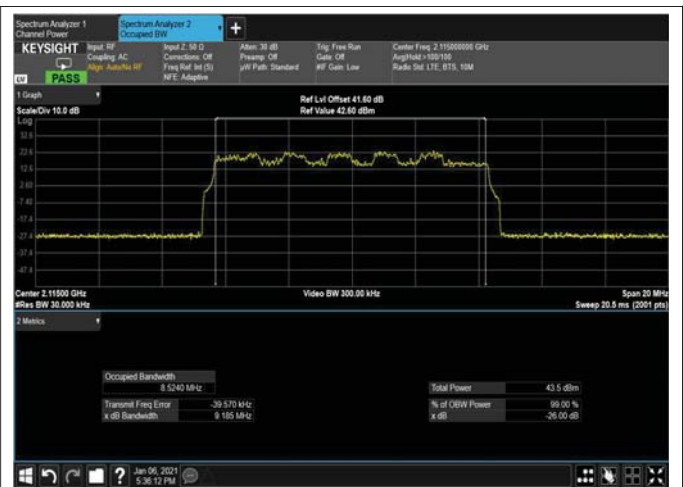 Spectrum Analyzer 1
Channel Power
Spectrum Analyzer 2
Occupied BW
+
KEYSIGHT
LV
PASS
Input: RF
Coupling: AC
Align: Auto/No RF
Input Z: 50 Ω
Corrections: Off
Freq Ref: Int (S)
NFE: Adaptive
Atten: 30 dB
Preamp: Off
µW Path: Standard
Trig: Free Run
Gate: Off
#IF Gain: Low
Center Freq: 2.115000000 GHz
Avg|Hold:>100/100
Radio Std: LTE, BTS, 10M
1 Graph
Scale/Div 10.0 dB
Ref Lvl Offset 41.60 dB
Ref Value 42.60 dBm
Log
32.6
22.6
12.6
2.60
-7.40
-17.4
-27.4
-37.4
-47.4
Center 2.11500 GHz
#Res BW 30.000 kHz
Video BW 300.00 kHz
Span 20 MHz
Sweep 20.5 ms (2001 pts)
2 Metrics
Occupied Bandwidth
8.5240 MHz
Transmit Freq Error -39.570 kHz
x dB Bandwidth 9.185 MHz
Total Power 43.5 dBm
% of OBW Power 99.00 %
x dB -26.00 dB
?
Jan 06, 2021
5:36:12 PM